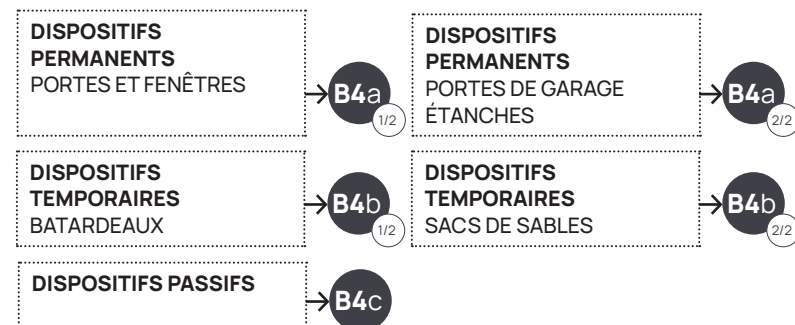 DISPOSITIFS
PERMANENTS
PORTES ET FENÊTRES
B4a
1/2
DISPOSITIFS
PERMANENTS
PORTES DE GARAGE
ÉTANCHES
B4a
2/2
DISPOSITIFS
TEMPORAIRES
BATARDEAUX
B4b
1/2
DISPOSITIFS
TEMPORAIRES
SACS DE SABLES
B4b
2/2
DISPOSITIFS PASSIFS
B4c